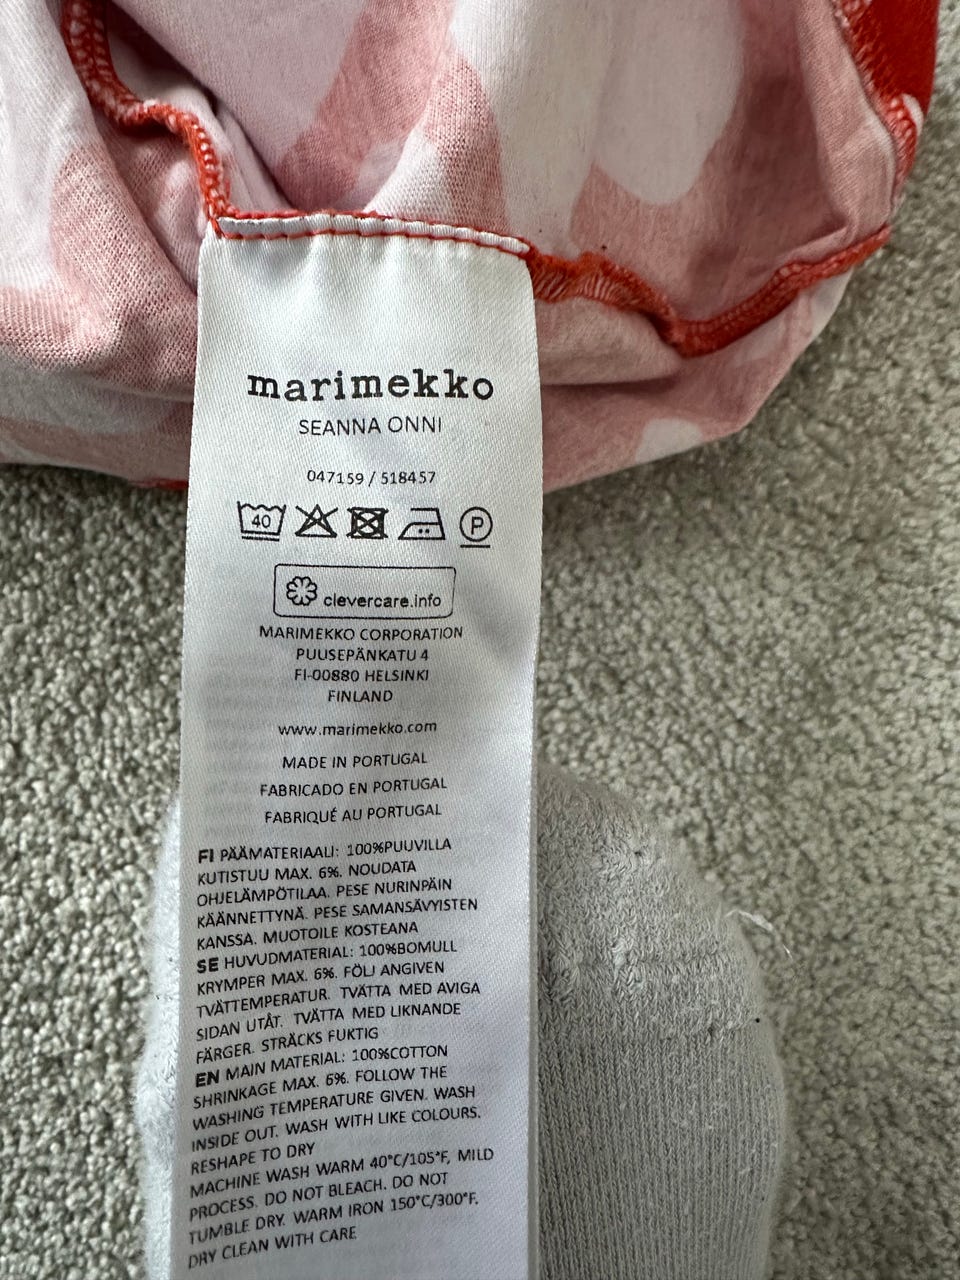 marimekko
SEANNA ONNI
047159 / 518457
40 P
clevercare.info
MARIMEKKO CORPORATION
PUUSEPÄNKATU 4
FI-00880 HELSINKI
FINLAND
www.marimekko.com
MADE IN PORTUGAL
FABRICADO EN PORTUGAL
FABRIQUÉ AU PORTUGAL
FI PÄÄMATERIAALI: 100%PUUVILLA
KUTISTUU MAX. 6%. NOUDATA
OHJELÄMPÖTILAA. PESE NURINPÄIN
KÄÄNNETTYNÄ. PESE SAMANSÄVYISTEN
KANSSA. MUOTOILE KOSTEANA
SE HUVUDMATERIAL: 100%BOMULL
KRYMPER MAX. 6%. FÖLJ ANGIVEN
TVÄTTEMPERATUR. TVÄTTA MED AVIGA
SIDAN UTÅT. TVÄTTA MED LIKNANDE
FÄRGER. STRÄCKS FUKTIG
EN MAIN MATERIAL: 100%COTTON
SHRINKAGE MAX. 6%. FOLLOW THE
WASHING TEMPERATURE GIVEN. WASH
INSIDE OUT. WASH WITH LIKE COLOURS.
RESHAPE TO DRY
MACHINE WASH WARM 40°C/105°F, MILD
PROCESS. DO NOT BLEACH. DO NOT
TUMBLE DRY. WARM IRON 150°C/300°F.
DRY CLEAN WITH CARE